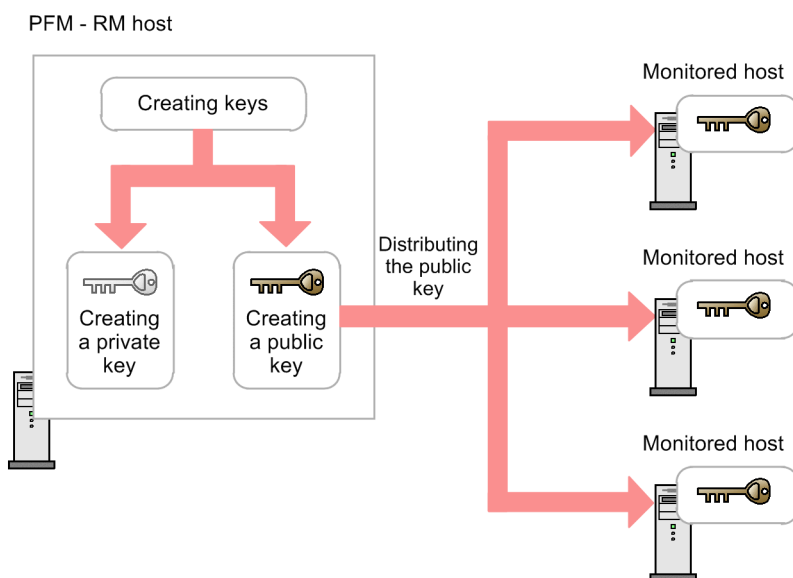 PFM - RM host
Creating keys
Creating
a private
key
Creating
a public
key
Distributing
the public
key
Monitored host
Monitored host
Monitored host